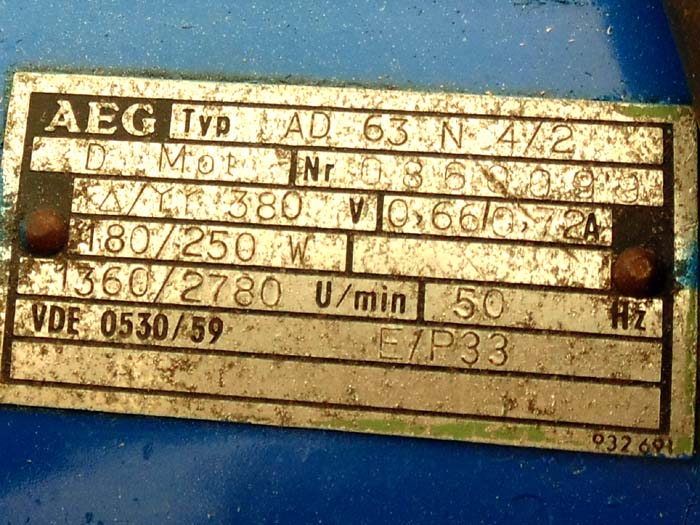 AEG Typ AD 63 N 4/2
D Mot Nr
Δ/YY 380 V 0,66/0,72 A
180/250 W
1360/2780 U/min 50 Hz
VDE 0530/59 E/P33
932 691